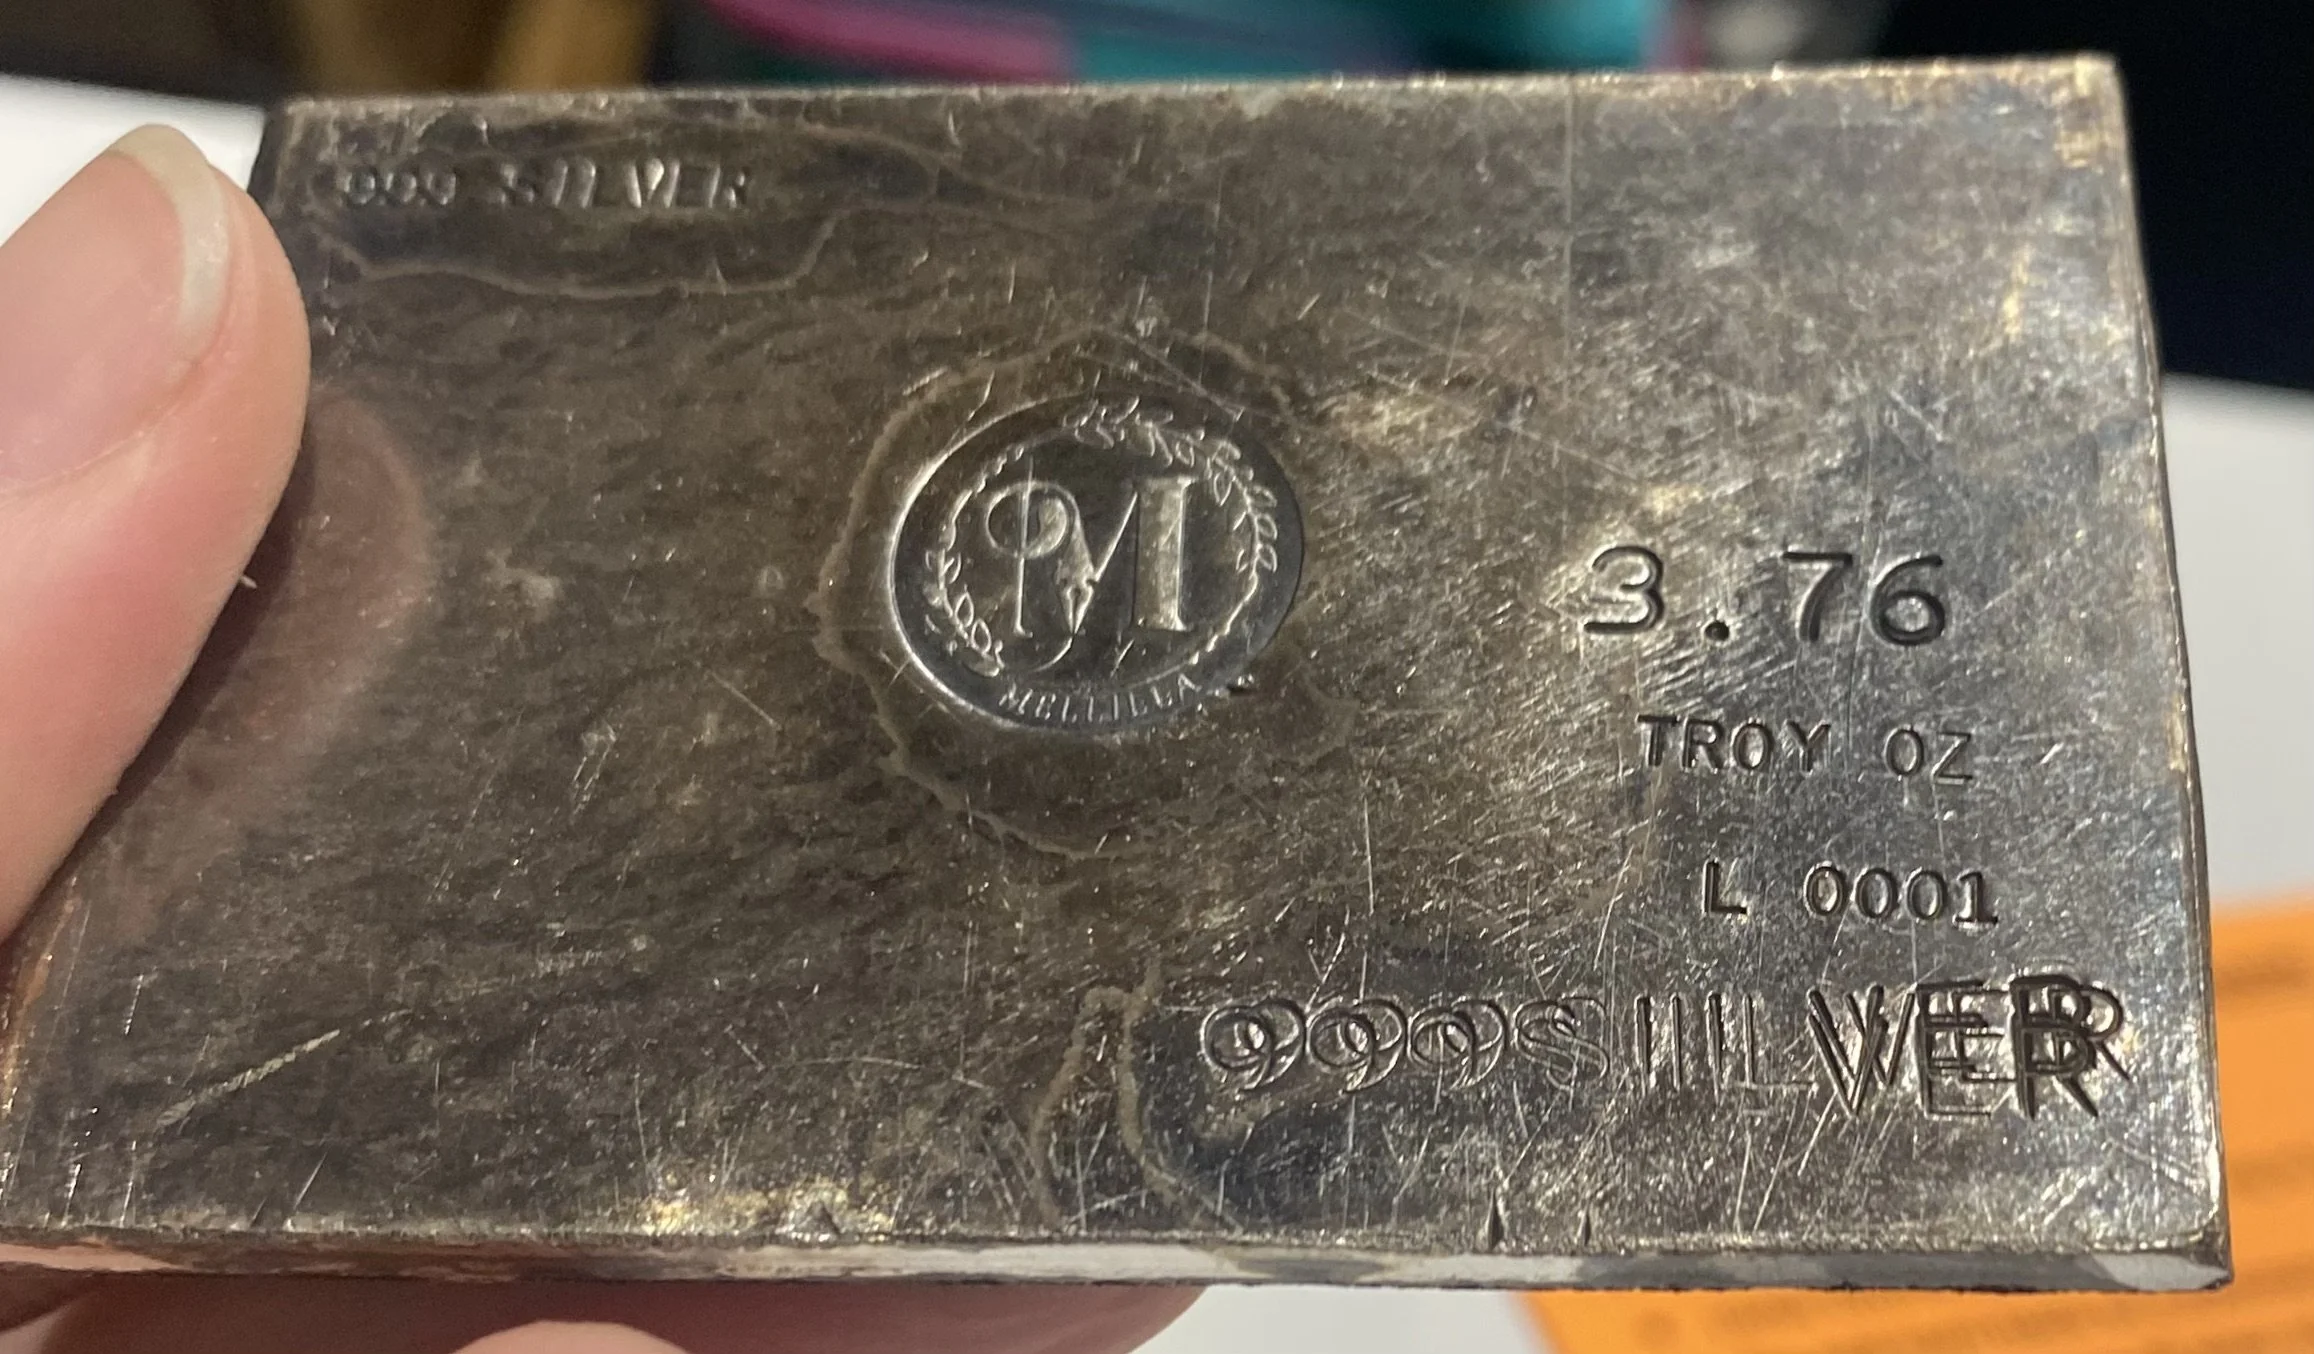 999 SILVER
M
MELLILLA
3.76
TROY OZ
L 0001
999 SILVER